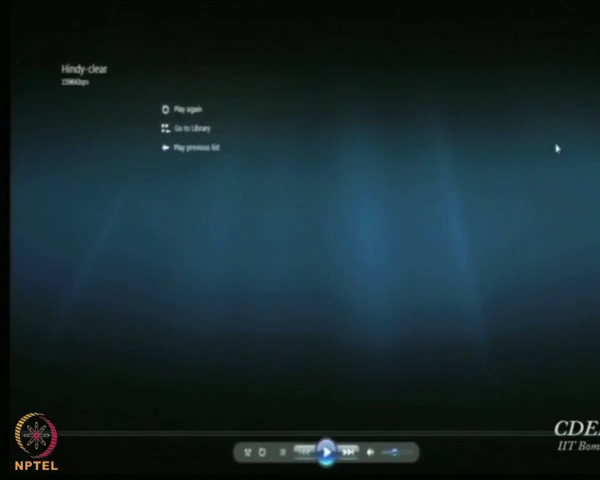 Hindy-clear
Play again
Go to Library
Play previous list
NPTEL
CDE
IIT Bom